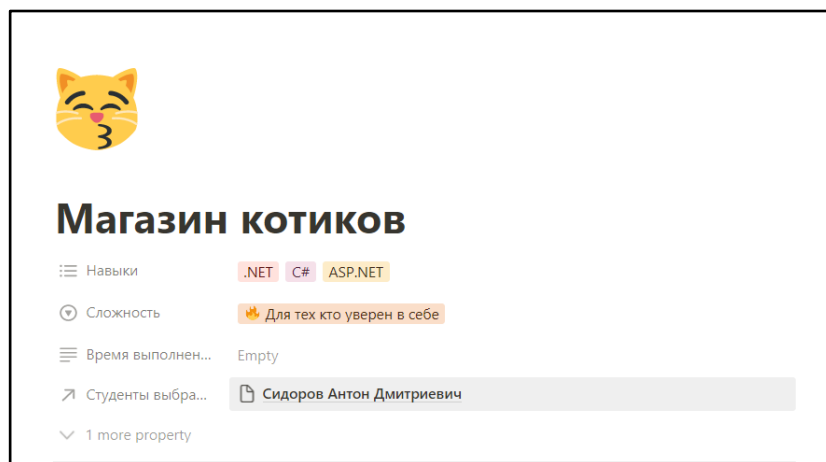 Магазин котиков
Навыки .NET C# ASP.NET
Сложность 🔥 Для тех кто уверен в себе
Время выполнен... Empty
Студенты выбра... Сидоров Антон Дмитриевич
1 more property